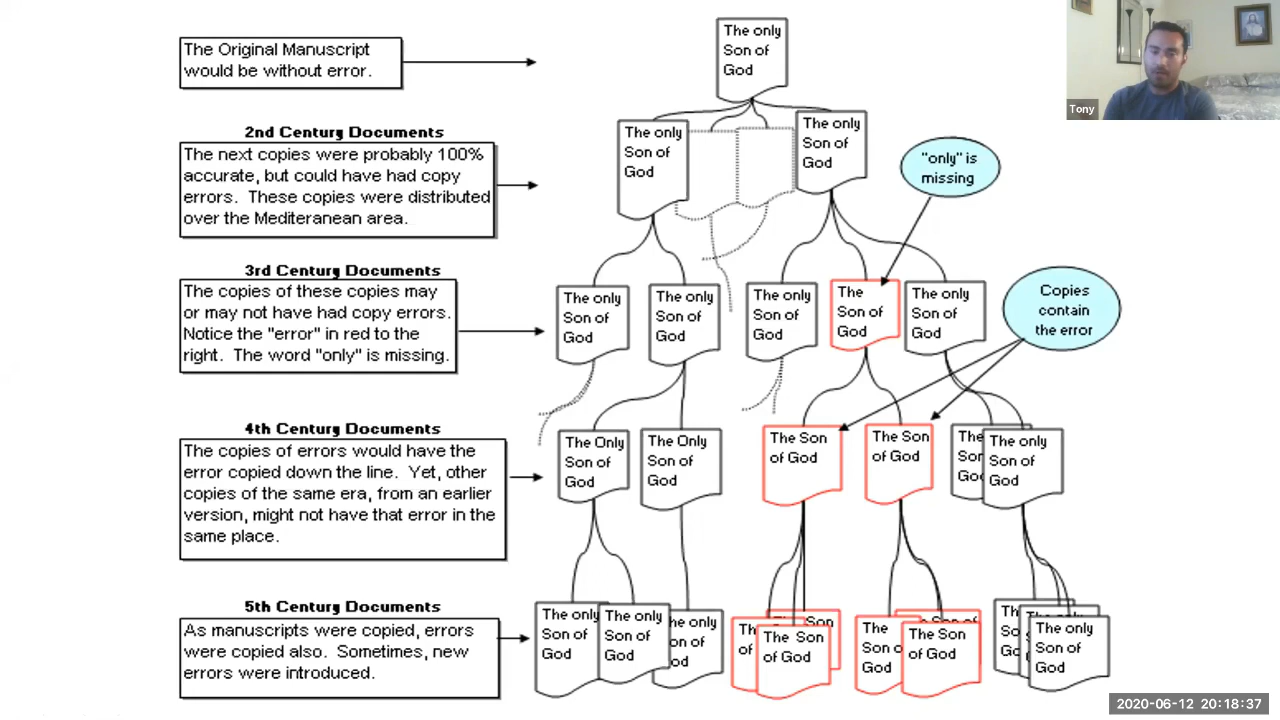 The Original Manuscript
would be without error.
The only
Son of
God
Tony
2nd Century Documents
The next copies were probably 100%
accurate, but could have had copy
errors.  These copies were distributed
over the Mediteranean area.
The only
Son of
God
The only
Son of
God
"only" is
missing
3rd Century Documents
The copies of these copies may
or may not have had copy errors.
Notice the "error" in red to the
right.  The word "only" is missing.
The only
Son of
God
The only
Son of
God
The only
Son of
God
The
Son of
God
The only
Son of
God
Copies
contain
the error
4th Century Documents
The copies of errors would have the
error copied down the line.  Yet, other
copies of the same era, from an earlier
version, might not have that error in the
same place.
The Only
Son of
God
The Only
Son of
God
The Son
of God
The Son
of God
The
Son
The only
Son of
God
5th Century Documents
As manuscripts were copied, errors
were copied also.  Sometimes, new
errors were introduced.
The only
Son of
God
The only
Son of
God
only
Son of
The Son
of God
Son
The
Son
God
The Son
of God
Son
The only
Son of
God
2020-06-12 20:18:37